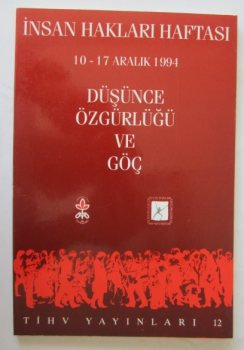 İNSAN HAKLARI HAFTASI
10 - 17 ARALIK 1994
DÜŞÜNCE
ÖZGÜRLÜĞÜ
VE
GÖÇ
TİHV YAYINLARI 12